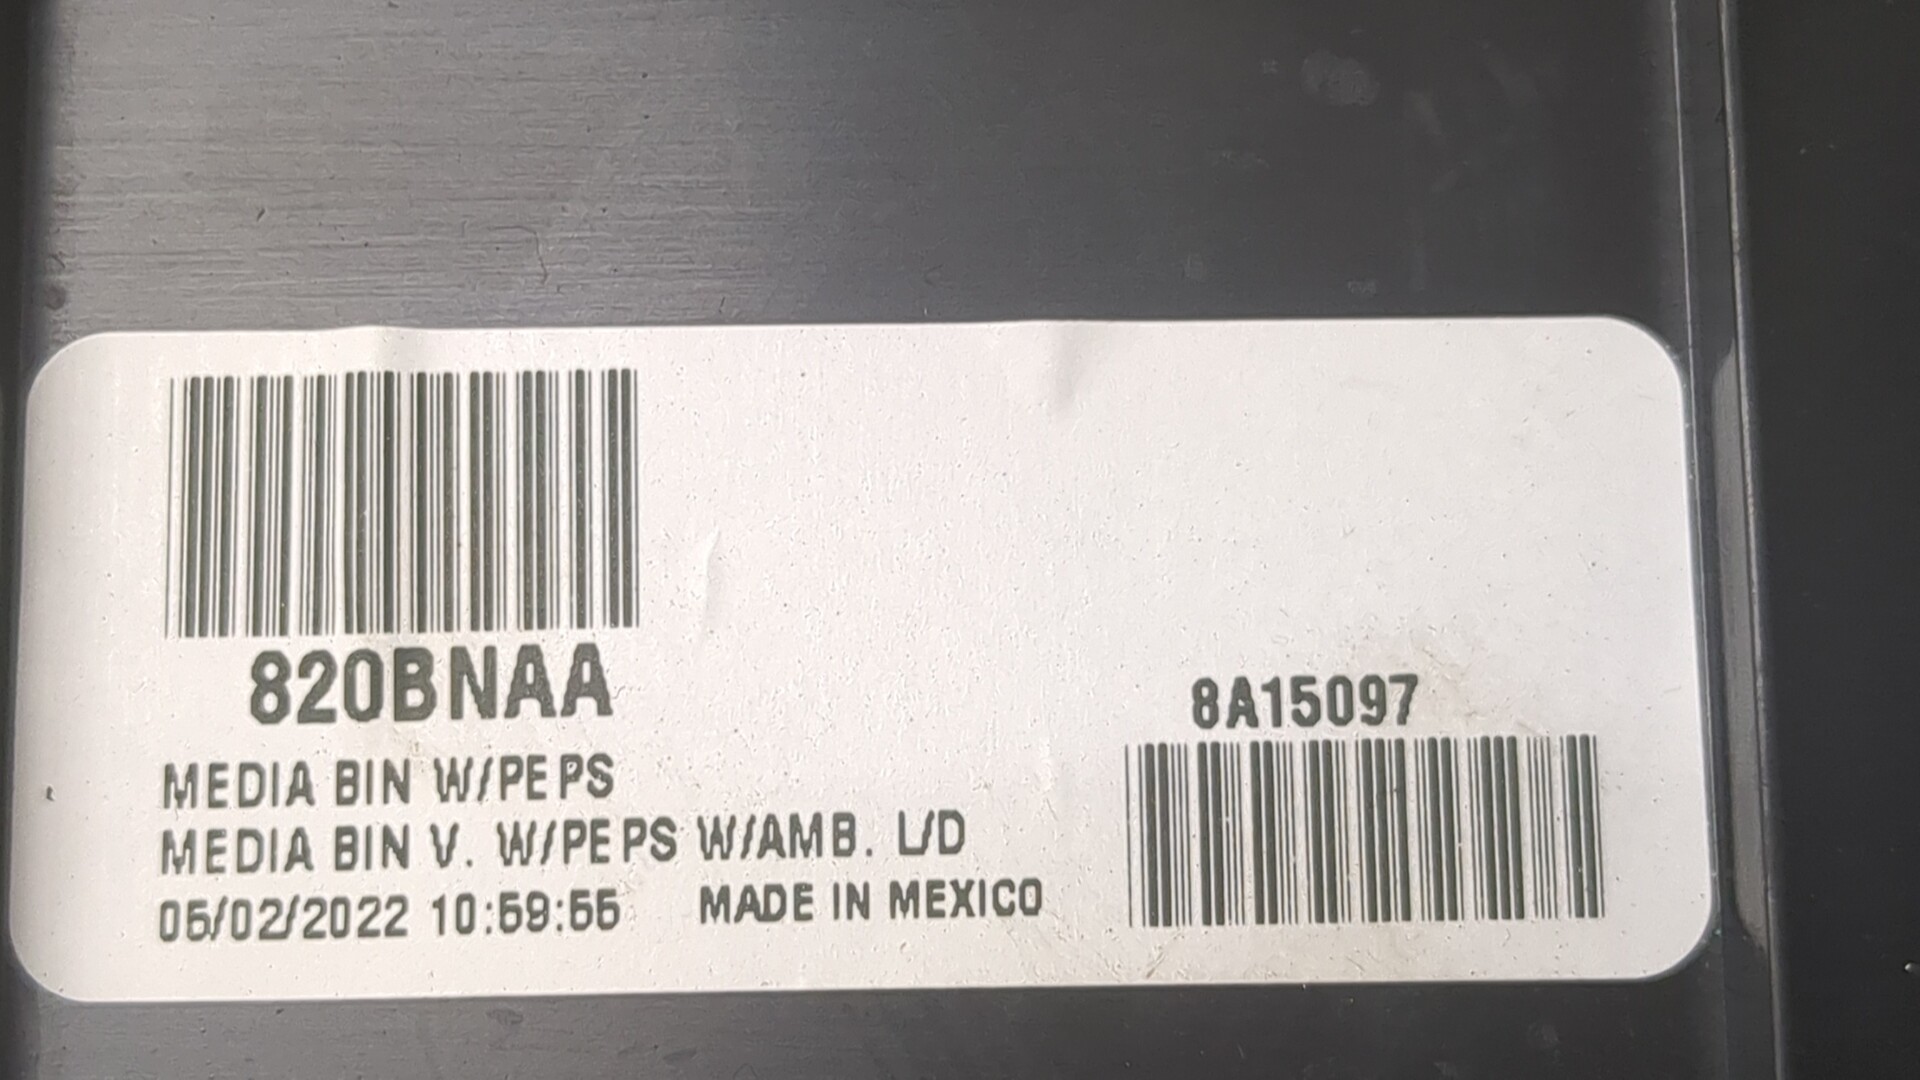 820BNAA
8A15097
MEDIA BIN W/PEPS
MEDIA BIN V. W/PEPS W/AMB. L/D
05/02/2022 10:59:55 MADE IN MEXICO